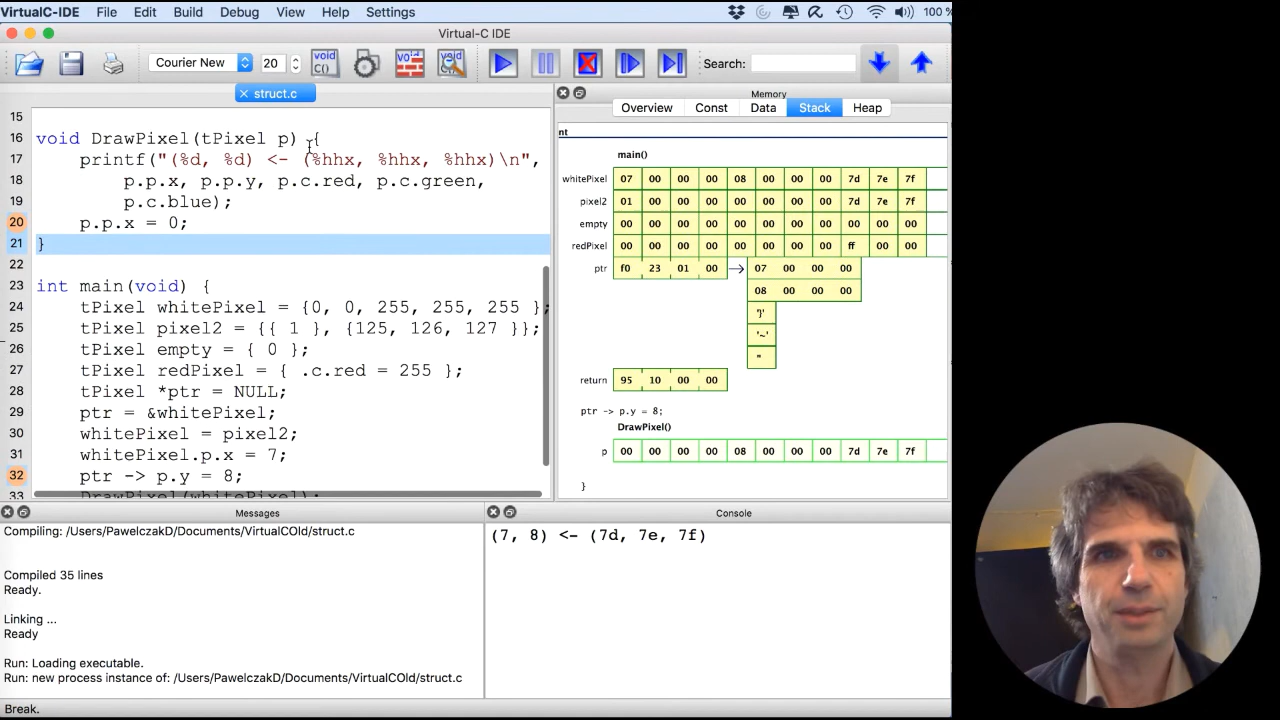 VirtualC-IDE File Edit Build Debug View Help Settings 100 %
Virtual-C IDE
Courier New 20 void C() void void C() Search:
struct.c
Memory
Overview Const Data Stack Heap
15
16 void DrawPixel(tPixel p) {
17 printf("(%d, %d) <- (%hhx, %hhx, %hhx)\n",
18 p.p.x, p.p.y, p.c.red, p.c.green,
19 p.c.blue);
20 p.p.x = 0;
21 }
22
23 int main(void) {
24 tPixel whitePixel = {0, 0, 255, 255, 255 };
25 tPixel pixel2 = {{ 1 }, {125, 126, 127 }};
26 tPixel empty = { 0 };
27 tPixel redPixel = { .c.red = 255 };
28 tPixel *ptr = NULL;
29 ptr = &whitePixel;
30 whitePixel = pixel2;
31 whitePixel.p.x = 7;
32 ptr -> p.y = 8;
33 DrawPixel(whitePixel);
nt
main()
whitePixel 07 00 00 00 08 00 00 00 7d 7e 7f
pixel2 01 00 00 00 00 00 00 00 7d 7e 7f
empty 00 00 00 00 00 00 00 00 00 00 00
redPixel 00 00 00 00 00 00 00 00 ff 00 00
ptr f0 23 01 00 → 07 00 00 00
08 00 00 00
'}'
'~'
''
return 95 10 00 00
ptr -> p.y = 8;
DrawPixel()
p 00 00 00 00 08 00 00 00 7d 7e 7f
}
Messages
Compiling: /Users/PawelczakD/Documents/VirtualCOld/struct.c
Compiled 35 lines
Ready.
Linking ...
Ready
Run: Loading executable.
Run: new process instance of: /Users/PawelczakD/Documents/VirtualCOld/struct.c
Console
(7, 8) <- (7d, 7e, 7f)
Break.